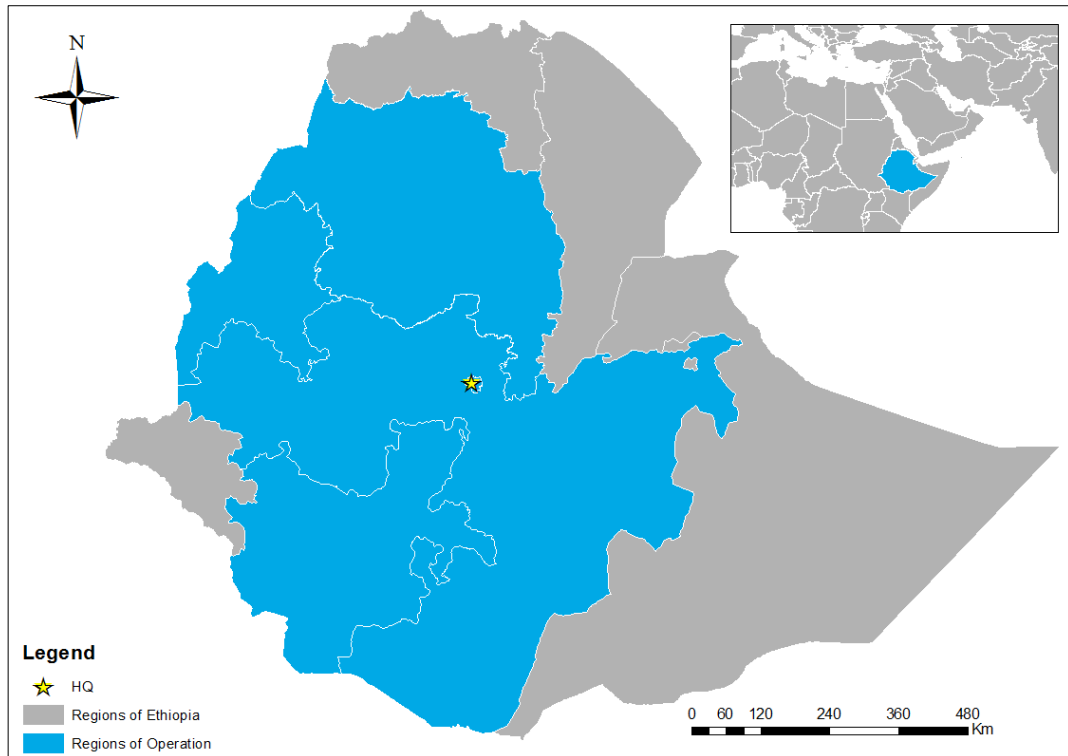 N
Legend
HQ
Regions of Ethiopia
Regions of Operation
0 60 120 240 360 480
Km